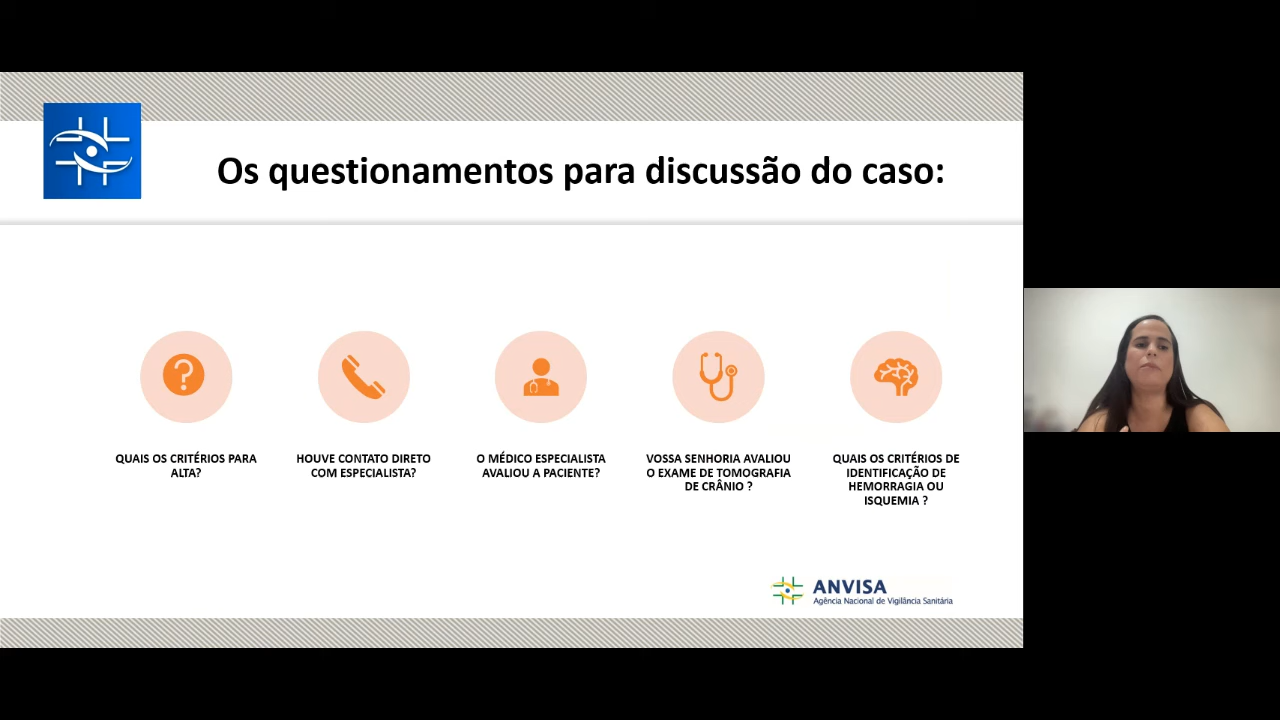 Os questionamentos para discussão do caso:
QUAIS OS CRITÉRIOS PARA
ALTA?
HOUVE CONTATO DIRETO
COM ESPECIALISTA?
O MÉDICO ESPECIALISTA
AVALIOU A PACIENTE?
VOSSA SENHORIA AVALIOU
O EXAME DE TOMOGRAFIA
DE CRÂNIO ?
QUAIS OS CRITÉRIOS DE
IDENTIFICAÇÃO DE
HEMORRAGIA OU
ISQUEMIA ?
ANVISA
Agência Nacional de Vigilância Sanitária